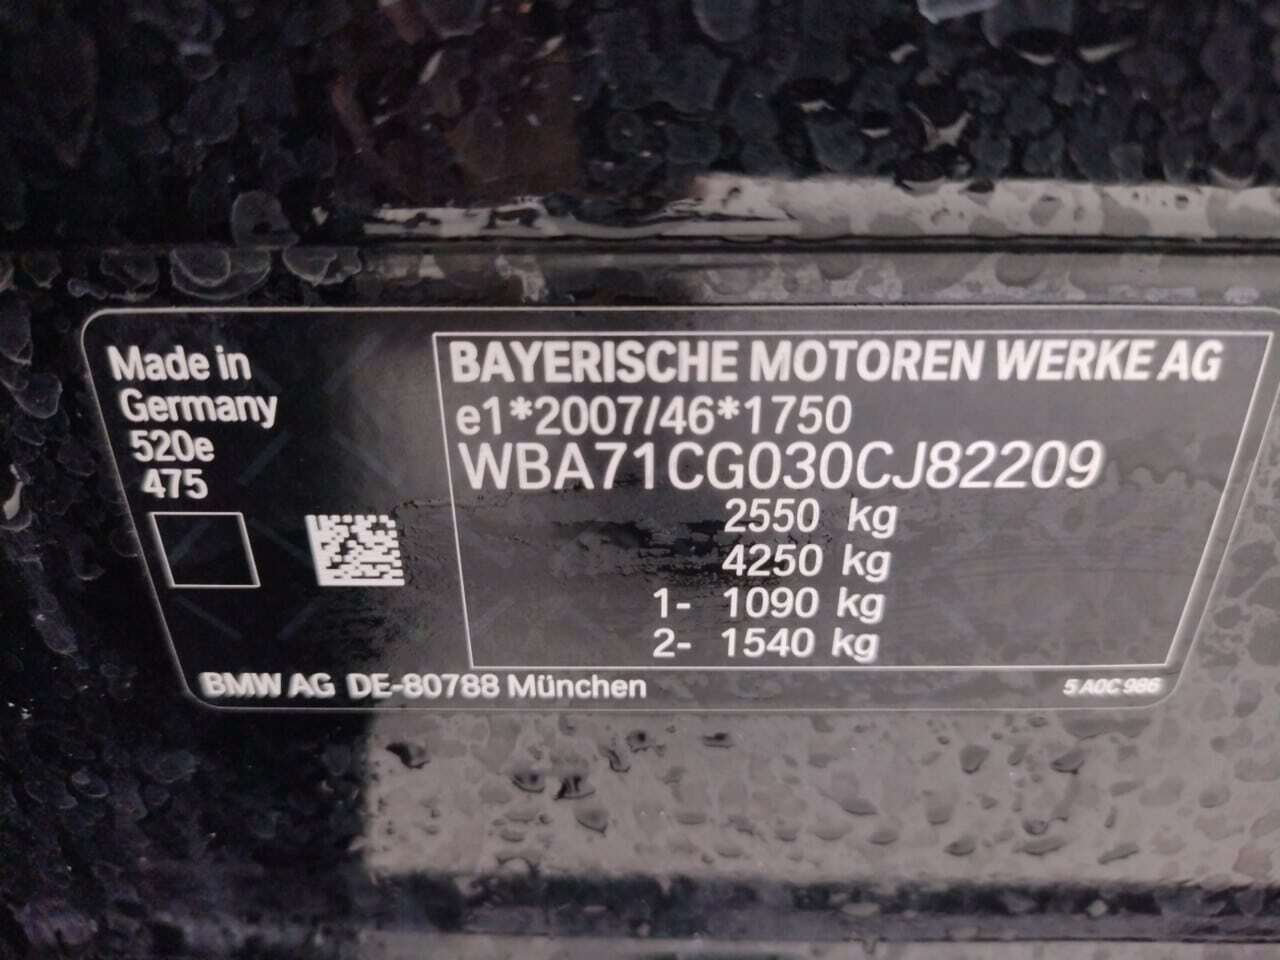 Made in
Germany
520e
475
BAYERISCHE MOTOREN WERKE AG
e1*2007/46*1750
WBA71CG030CJ82209
2550 kg
4250 kg
1- 1090 kg
2- 1540 kg
BMW AG DE-80788 München
5 A0C 986